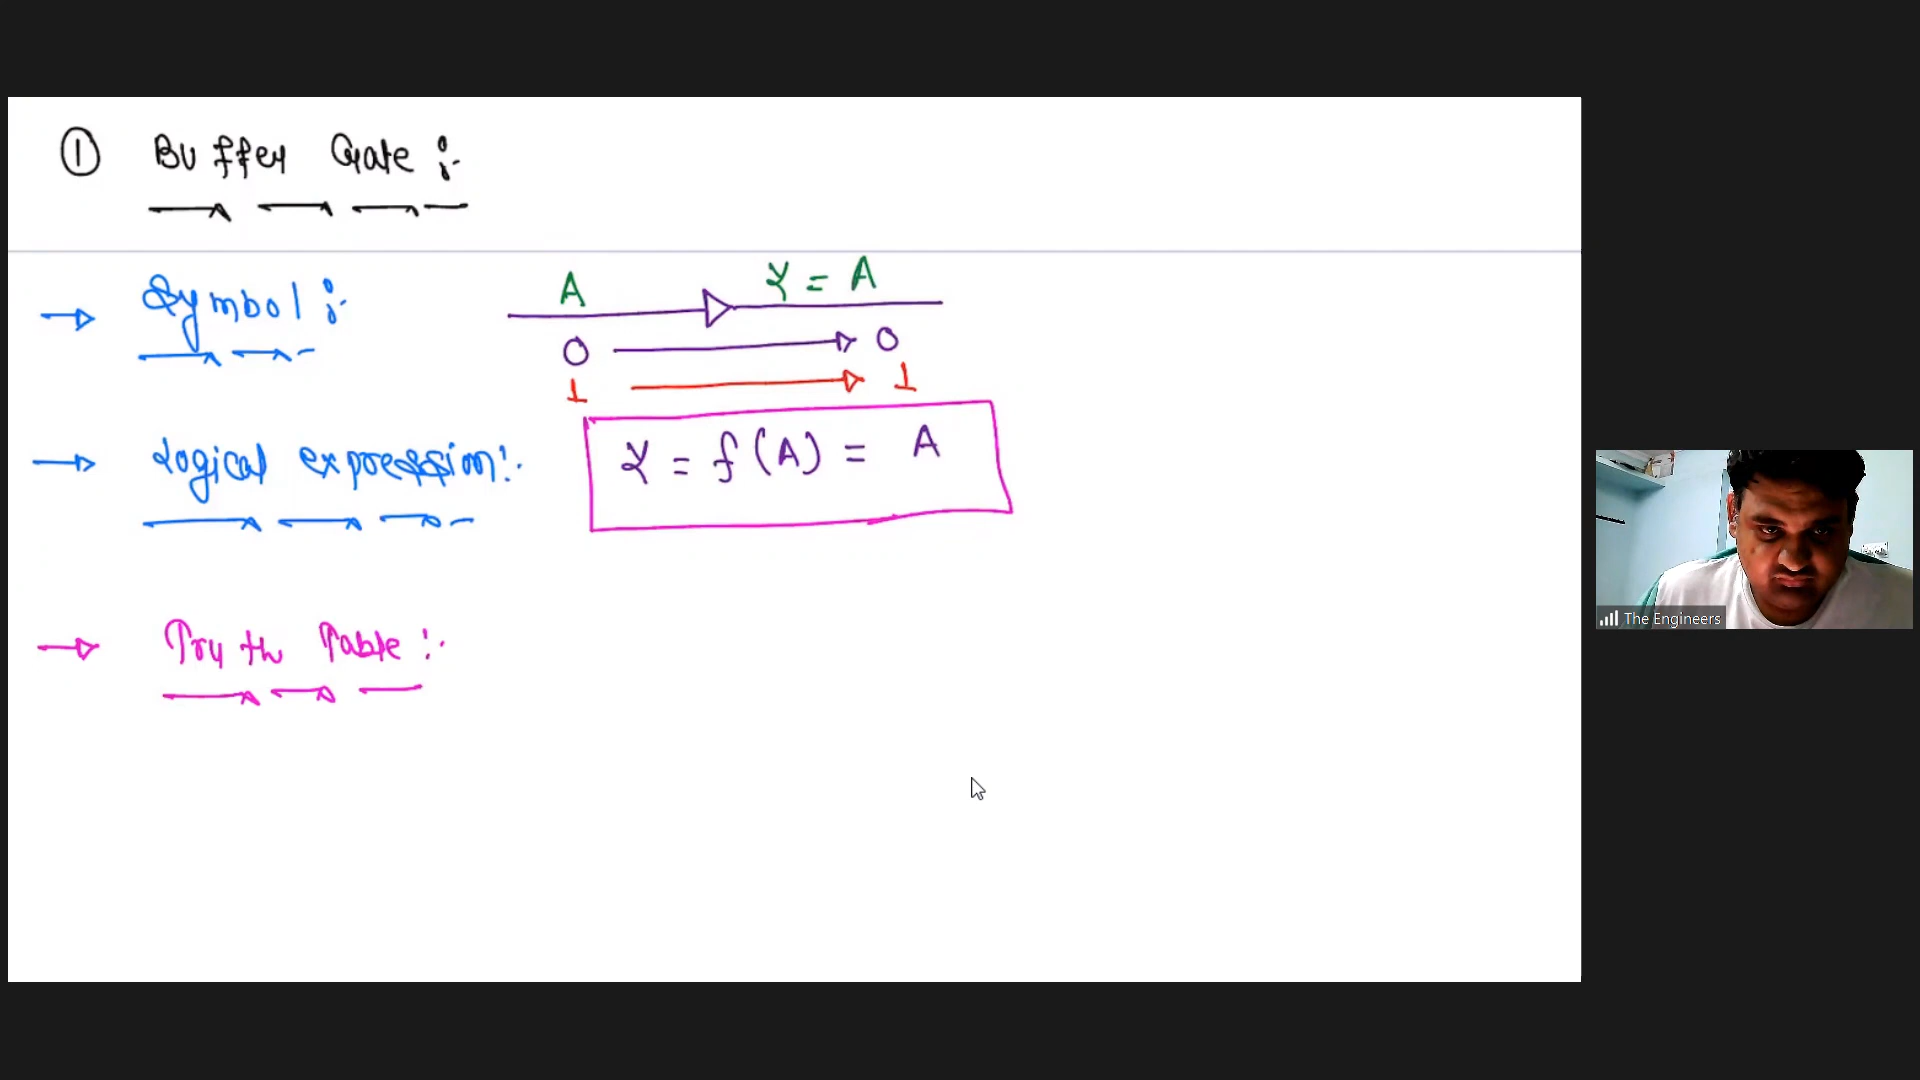 ① Buffer Gate :-
Symbol :-
A Y = A
0 0
1 1
Logical expression :-
Y = f(A) = A
Truth Table :-
The Engineers